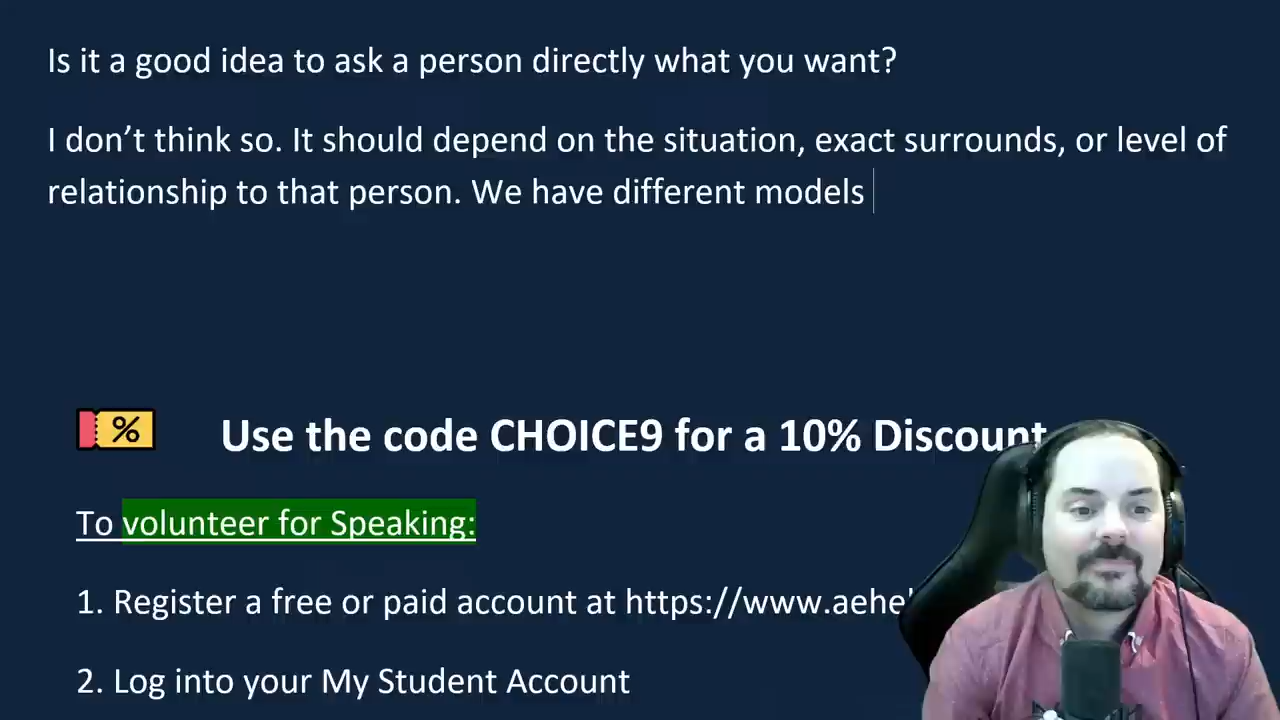 Is it a good idea to ask a person directly what you want?
I don’t think so. It should depend on the situation, exact surrounds, or level of
relationship to that person. We have different models
%
Use the code CHOICE9 for a 10% Discount
To volunteer for Speaking:
1. Register a free or paid account at https://www.aehel
2. Log into your My Student Account